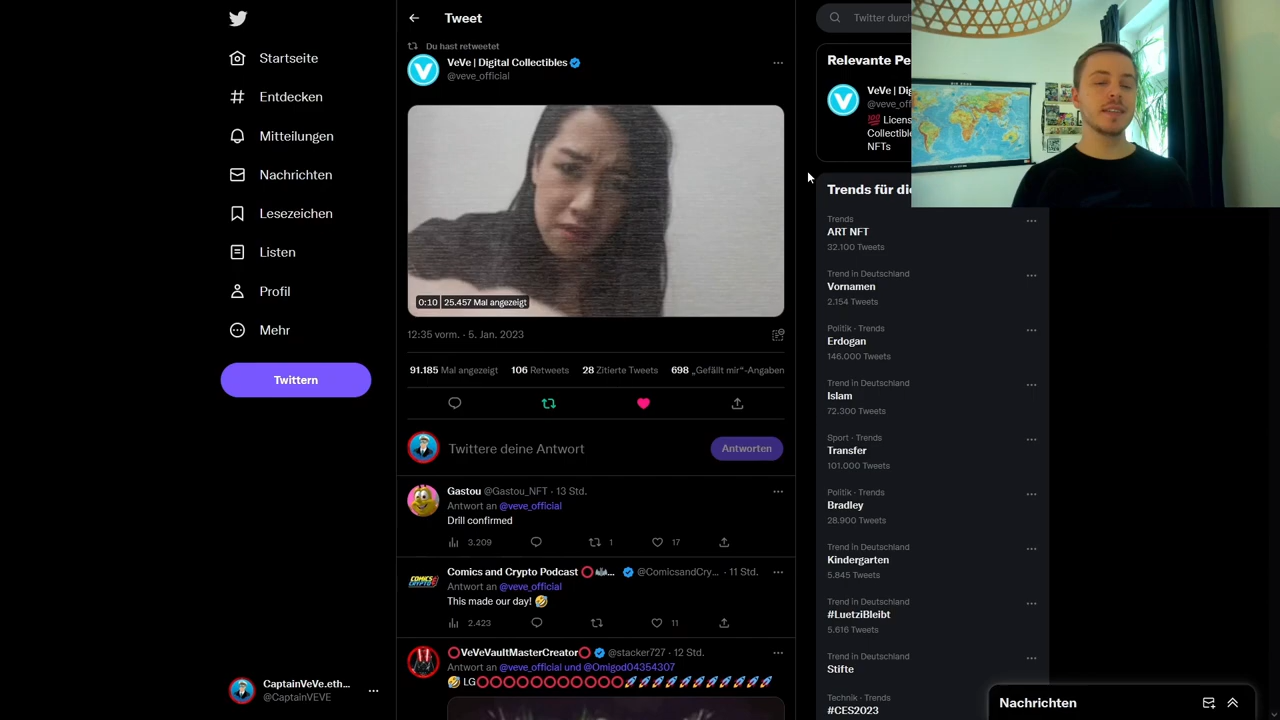 Startseite
Entdecken
Mitteilungen
Nachrichten
Lesezeichen
Listen
Profil
Mehr
Twittern
CaptainVeVe.eth...
@CaptainVEVE
Tweet
Du hast retweetet
VeVe | Digital Collectibles
@veve_official
0:10 | 25.457 Mal angezeigt
12:35 vorm. · 5. Jan. 2023
91.185 Mal angezeigt 106 Retweets 28 Zitierte Tweets 698 „Gefällt mir“-Angaben
Twittere deine Antwort
Antworten
Gastou @Gastou_NFT · 13 Std.
Antwort an @veve_official
Drill confirmed
3.209 1 17
Comics and Crypto Podcast ⭕🦇... @ComicsandCry... · 11 Std.
Antwort an @veve_official
This made our day! 🤣
2.423 11
⭕VeVeVaultMasterCreator⭕ @stacker727 · 12 Std.
Antwort an @veve_official und @Omigod04354307
🤣 LG⭕⭕⭕⭕⭕⭕⭕⭕⭕⭕⭕🚀🚀🚀🚀🚀🚀🚀🚀🚀🚀🚀
Twitter durch
Relevante Pe
VeVe | Dig
@veve_off
💯 Licens
Collectible
NFTs
Trends für di
Trends
ART NFT
32.100 Tweets
Trend in Deutschland
Vornamen
2.154 Tweets
Politik · Trends
Erdogan
146.000 Tweets
Trend in Deutschland
Islam
72.300 Tweets
Sport · Trends
Transfer
101.000 Tweets
Politik · Trends
Bradley
28.900 Tweets
Trend in Deutschland
Kindergarten
5.845 Tweets
Trend in Deutschland
#LuetziBleibt
5.616 Tweets
Trend in Deutschland
Stifte
Technik · Trends
#CES2023
Nachrichten